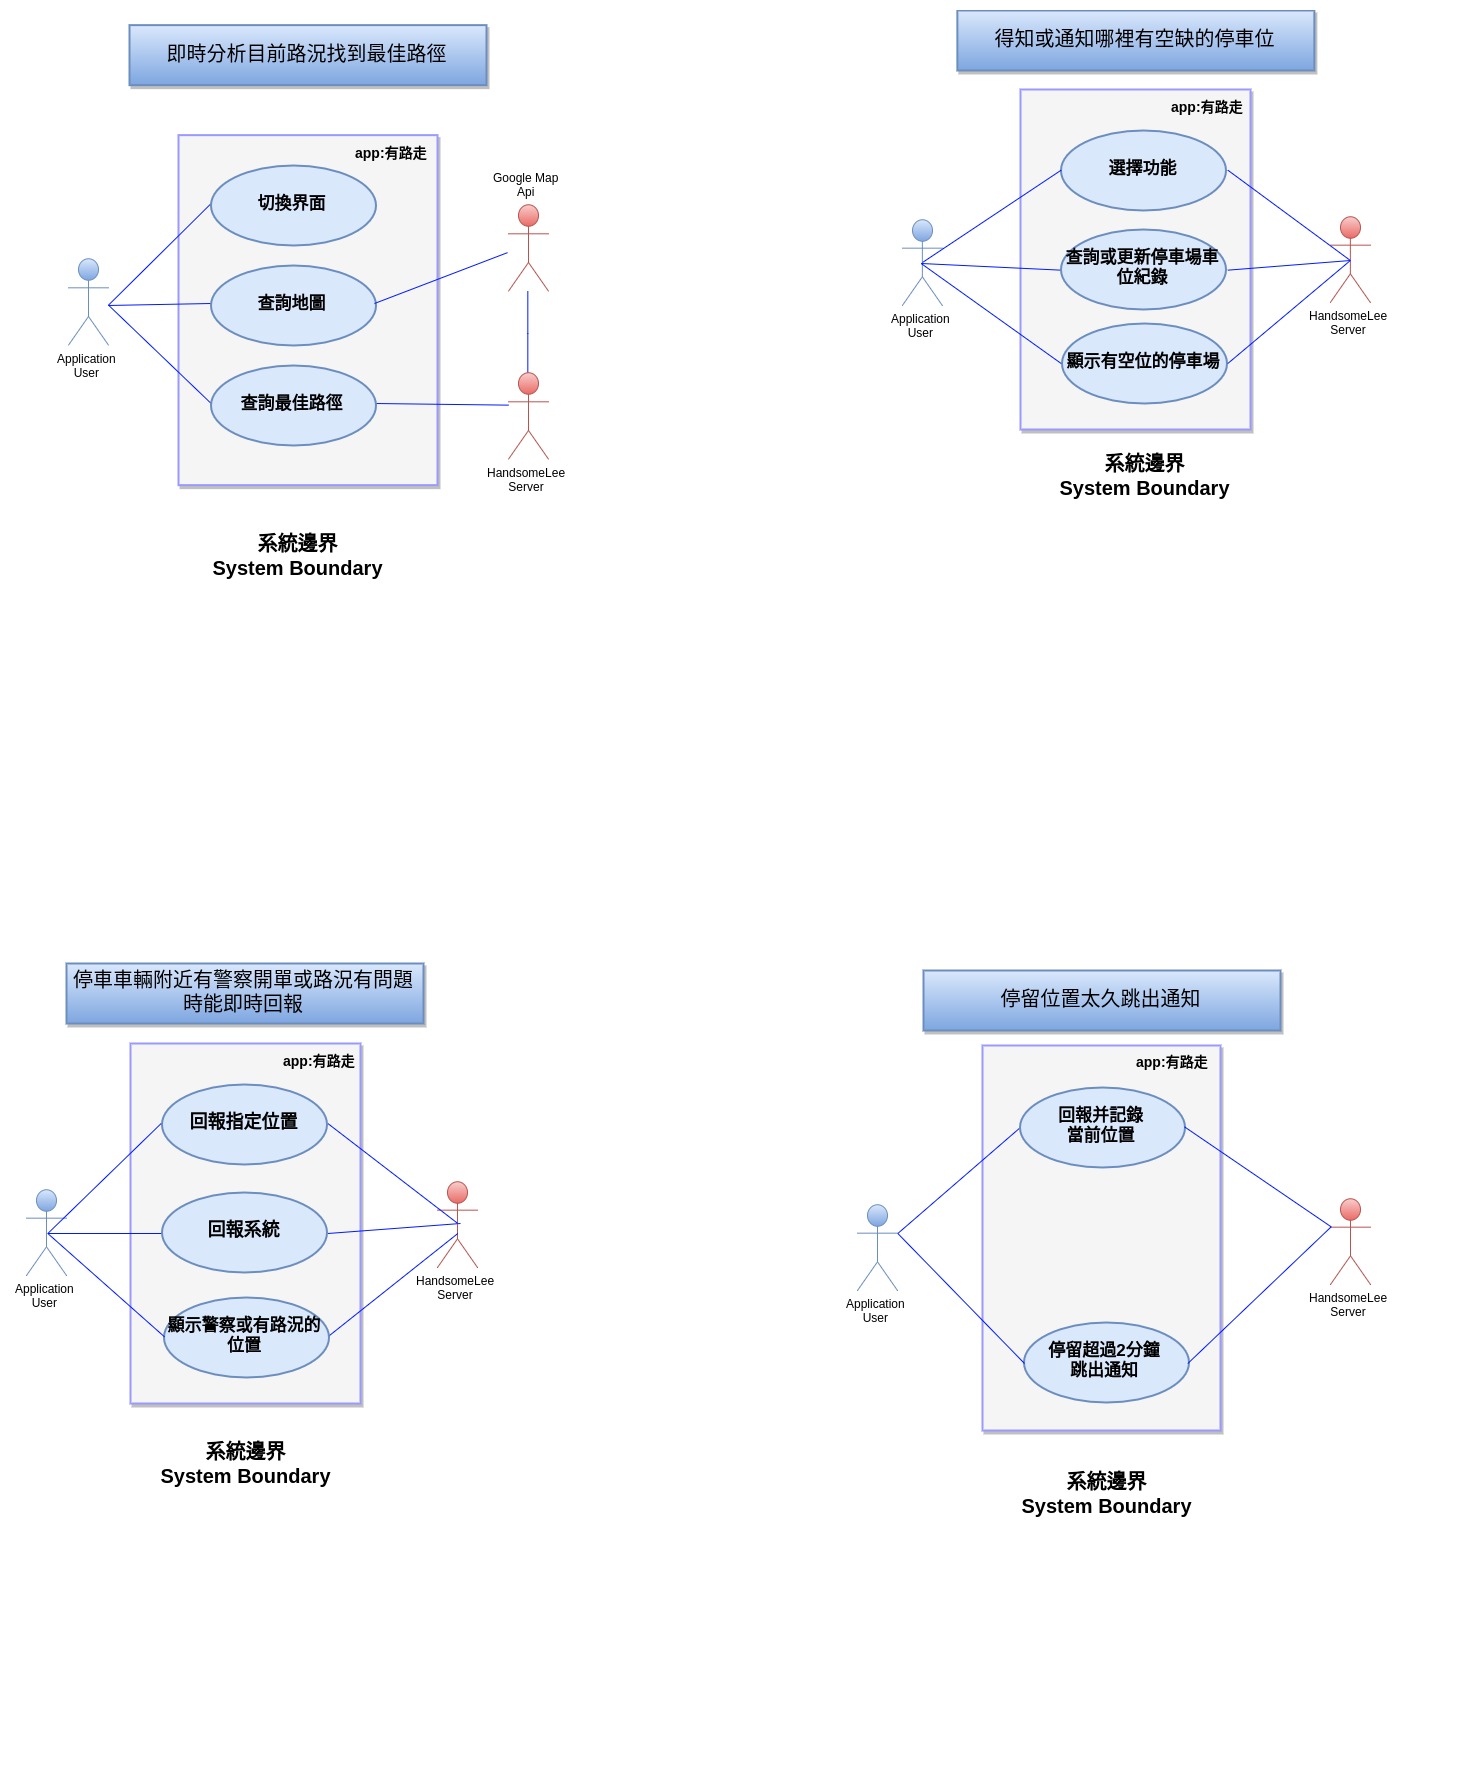 即時分析目前路況找到最佳路徑
app:有路走
切換界面
查詢地圖
查詢最佳路徑
Application
User
Google Map
Api
HandsomeLee
Server
系統邊界
System Boundary
得知或通知哪裡有空缺的停車位
app:有路走
選擇功能
查詢或更新停車場車
位紀錄
顯示有空位的停車場
Application
User
HandsomeLee
Server
系統邊界
System Boundary
停車車輛附近有警察開單或路況有問題
時能即時回報
app:有路走
回報指定位置
回報系統
顯示警察或有路況的
位置
Application
User
HandsomeLee
Server
系統邊界
System Boundary
停留位置太久跳出通知
app:有路走
回報并記錄
當前位置
停留超過2分鐘
跳出通知
Application
User
HandsomeLee
Server
系統邊界
System Boundary